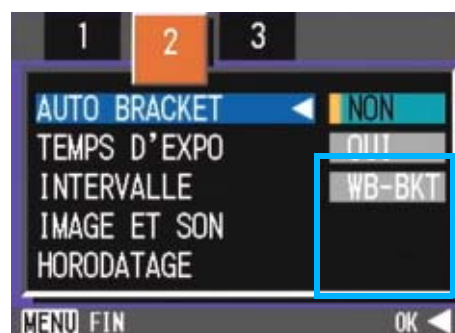 1 2 3
AUTO BRACKET NON
TEMPS D'EXPO OUI
INTERVALLE WB-BKT
IMAGE ET SON
HORODATAGE
MENU FIN OK